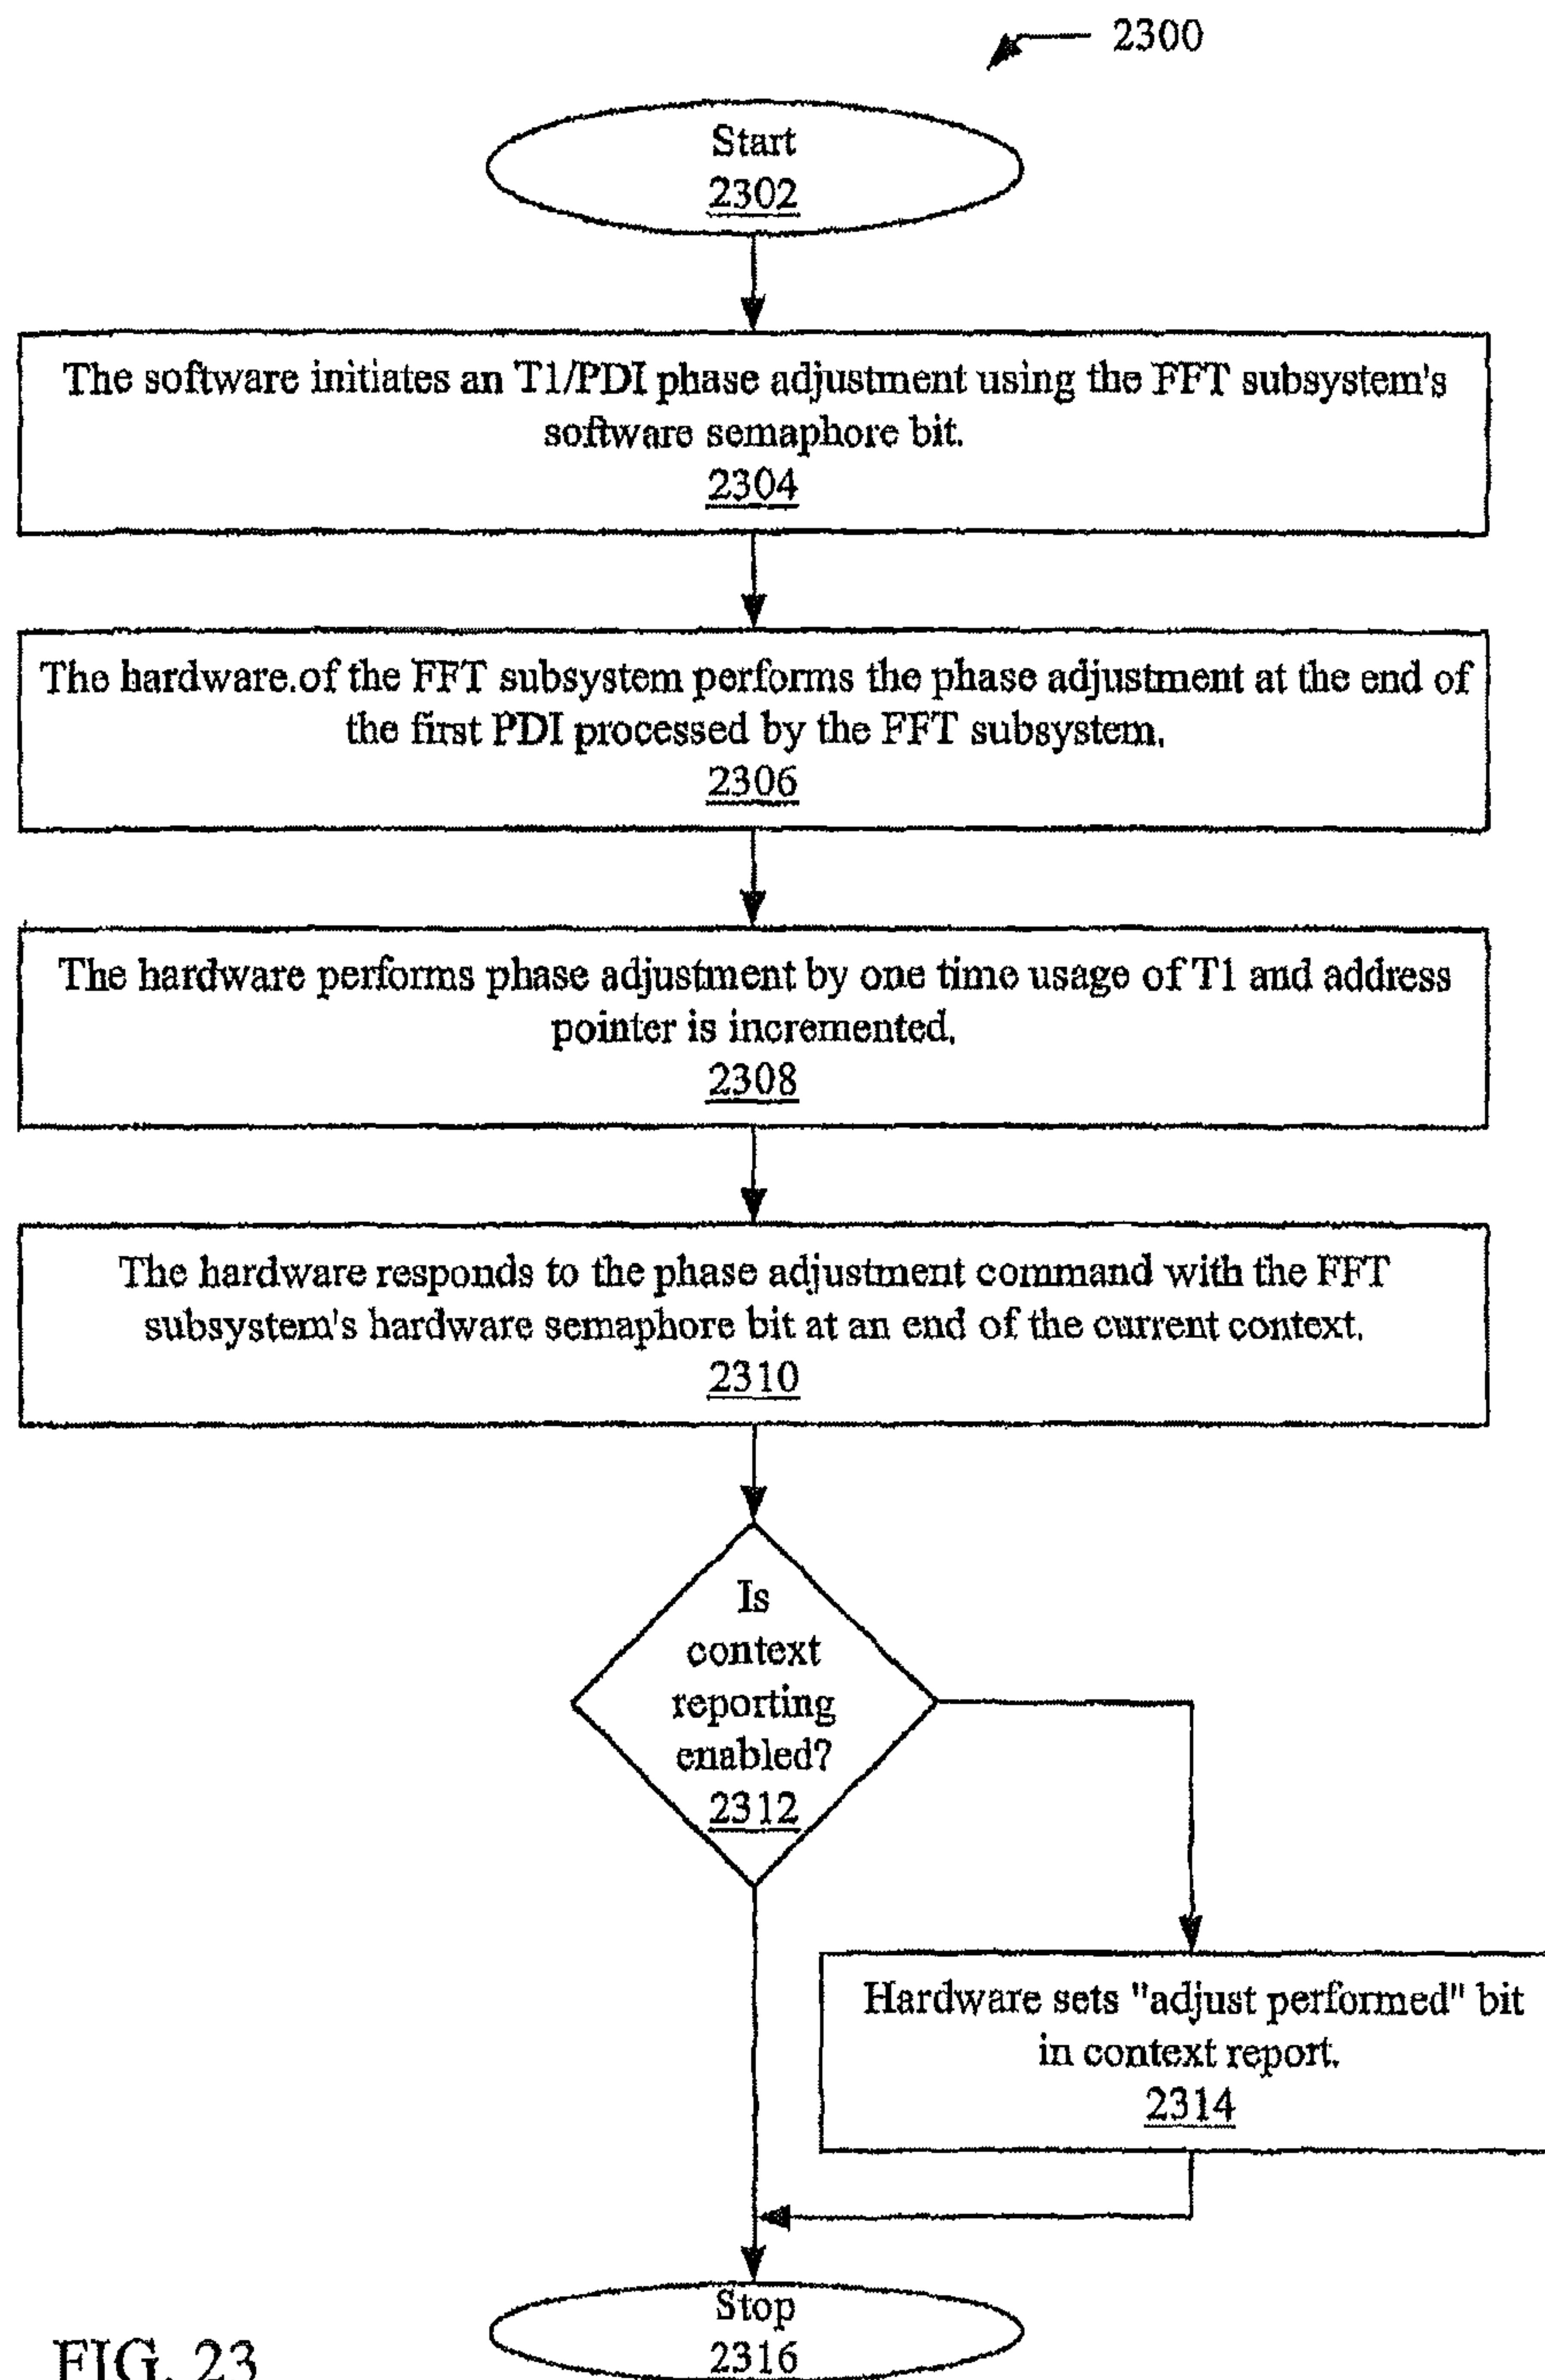 2300
Start
2302
The software initiates an T1/PDI phase adjustment using the FFT subsystem's
software semaphore bit.
2304
The hardware.of the FFT subsystem performs the phase adjustment at the end of
the first PDI processed by the FFT subsystem.
2306
The hardware performs phase adjustment by one time usage of T1 and address
pointer is incremented.
2308
The hardware responds to the phase adjustment command with the FFT
subsystem's hardware semaphore bit at an end of the current context.
2310
Is
context
reporting
enabled?
2312
Hardware sets "adjust performed" bit
in context report.
2314
Stop
2316
FIG. 23